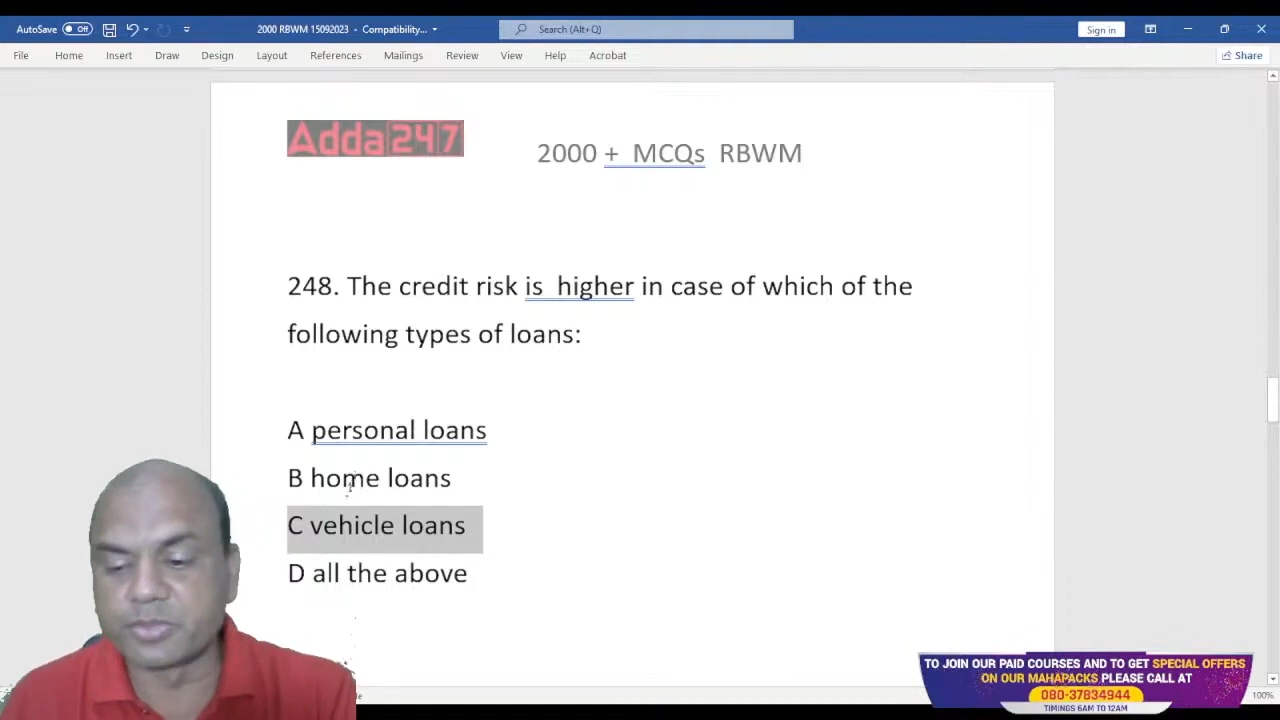 AutoSave Off 2000 RBWM 15092023 - Compatibility... Search (Alt+Q) Sign in
File Home Insert Draw Design Layout References Mailings Review View Help Acrobat Share
Adda247
2000 + MCQs RBWM
248. The credit risk is higher in case of which of the
following types of loans:
A personal loans
B home loans
C vehicle loans
D all the above
TO JOIN OUR PAID COURSES AND TO GET SPECIAL OFFERS
ON OUR MAHAPACKS PLEASE CALL AT
080-37834944
TIMINGS 6AM TO 12AM
100%